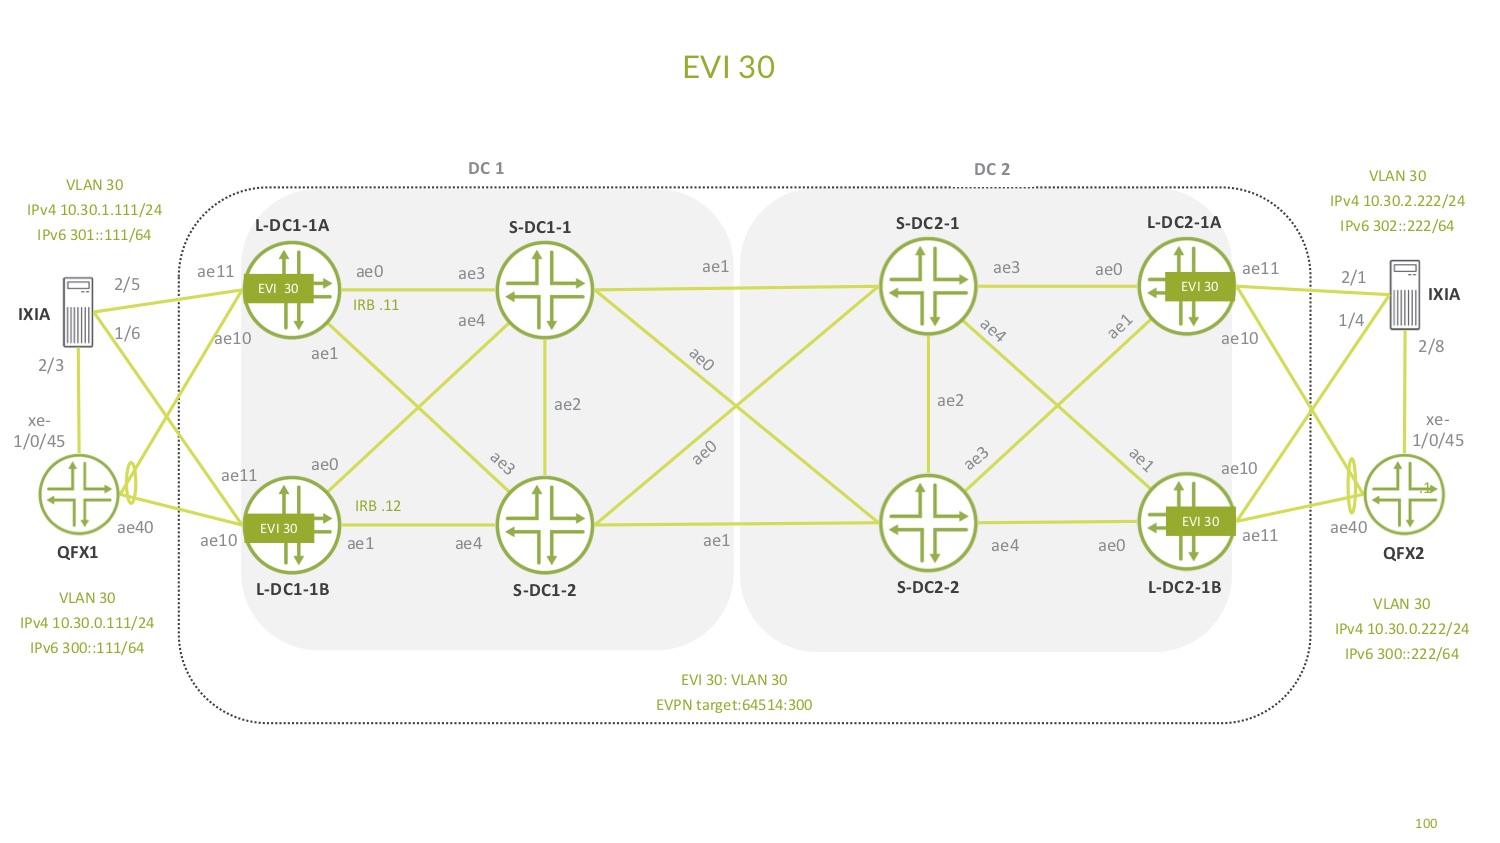 EVI 30
DC 1
DC 2
VLAN 30
IPv4 10.30.1.111/24
IPv6 301::111/64
VLAN 30
IPv4 10.30.2.222/24
IPv6 302::222/64
L-DC1-1A
S-DC1-1
S-DC2-1
L-DC2-1A
ae11
ae0
ae3
ae1
ae3
ae0
ae11
2/5
EVI 30
IRB .11
EVI 30
2/1
IXIA
IXIA
1/6
ae10
ae4
ae4
ae1
1/4
ae10
2/3
ae1
ae0
2/8
xe-
1/0/45
ae2
ae2
xe-
1/0/45
ae11
ae0
ae3
ae0
ae3
ae1
ae10
.1
IRB .12
EVI 30
EVI 30
ae40
ae10
ae1
ae4
ae1
ae4
ae0
ae11
ae40
QFX1
QFX2
L-DC1-1B
S-DC1-2
S-DC2-2
L-DC2-1B
VLAN 30
IPv4 10.30.0.111/24
IPv6 300::111/64
VLAN 30
IPv4 10.30.0.222/24
IPv6 300::222/64
EVI 30: VLAN 30
EVPN target:64514:300
100